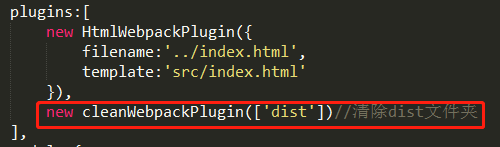 plugins:[
new HtmlWebpackPlugin({
filename:'../index.html',
template:'src/index.html'
}),
new cleanWebpackPlugin(['dist'])//清除dist文件夹
],